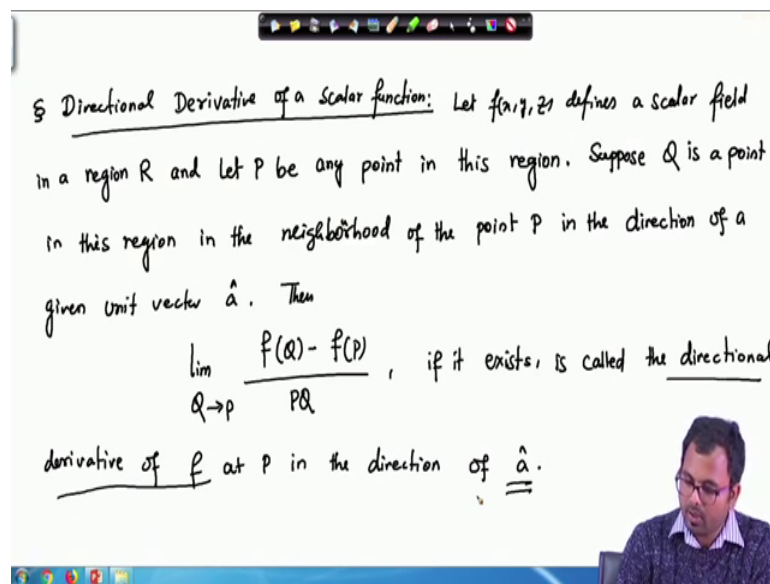 § Directional Derivative of a scalar function: Let f(x, y, z) defines a scalar field
in a region R and let P be any point in this region. Suppose Q is a point
in this region in the neighborhood of the point P in the direction of a
given unit vector â. Then
lim Q→P (f(Q) - f(P)) / PQ , if it exists, is called the directional
derivative of f at P in the direction of â.